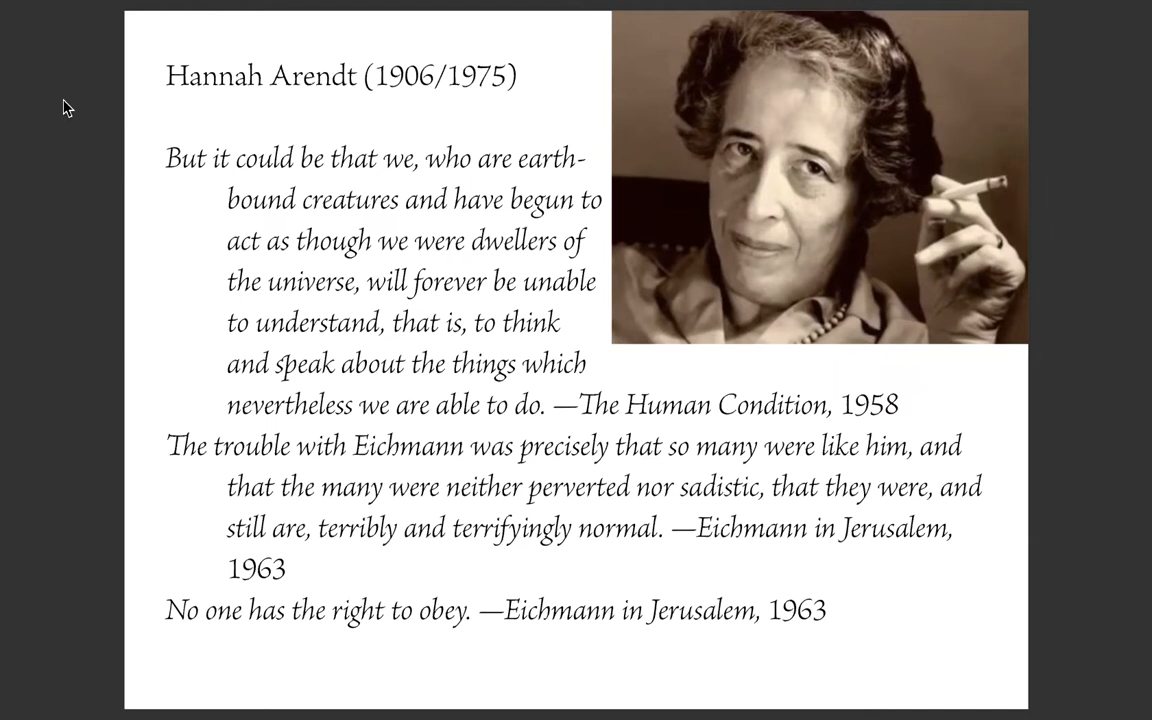 Hannah Arendt (1906/1975)
But it could be that we, who are earth-
bound creatures and have begun to
act as though we were dwellers of
the universe, will forever be unable
to understand, that is, to think
and speak about the things which
nevertheless we are able to do. —The Human Condition, 1958
The trouble with Eichmann was precisely that so many were like him, and
that the many were neither perverted nor sadistic, that they were, and
still are, terribly and terrifyingly normal. —Eichmann in Jerusalem,
1963
No one has the right to obey. —Eichmann in Jerusalem, 1963